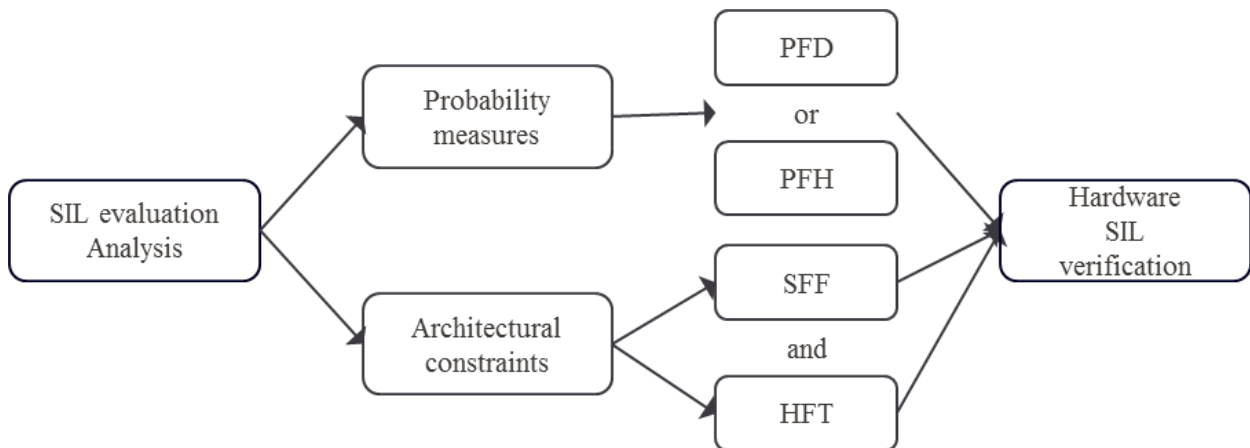 SIL evaluation
Analysis
Probability
measures
Architectural
constraints
PFD
or
PFH
SFF
and
HFT
Hardware
SIL
verification